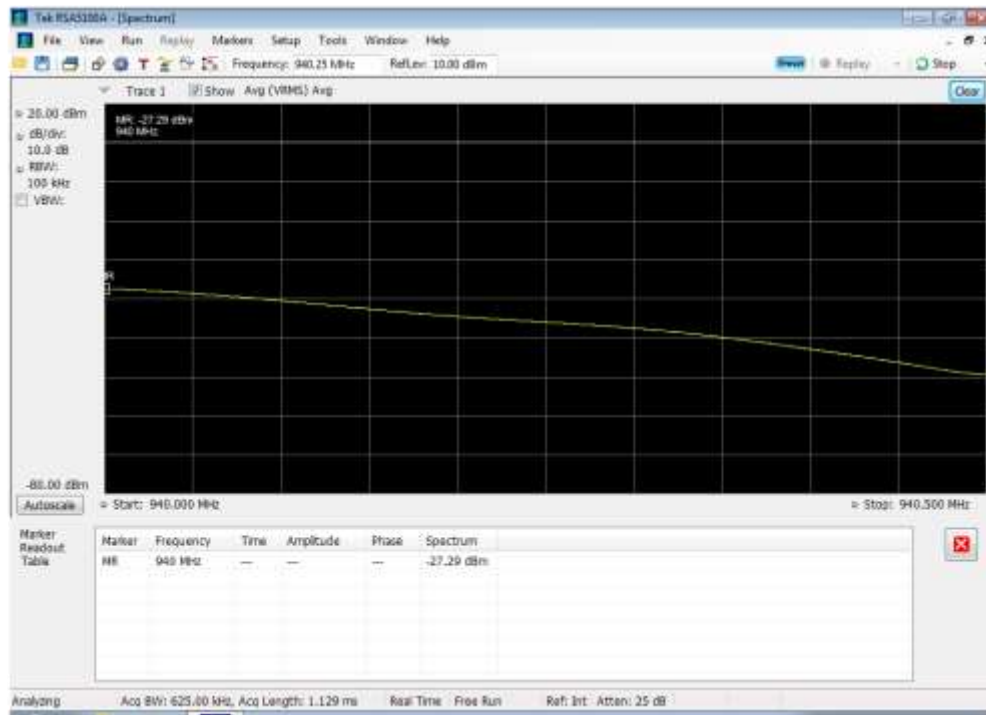 Tek RSA5100A - [Spectrum]
File View Run Replay Markers Setup Tools Window Help
Frequency: 940.25 MHz RefLev: 10.00 dBm Preset Replay Stop
Trace 1 Show Avg (VRMS) Avg Clear
20.00 dBm
dB/div:
10.0 dB
RBW:
100 kHz
VBW:
MR: -27.29 dBm
940 MHz
MR
-80.00 dBm
Autoscale Start: 940.000 MHz Stop: 940.500 MHz
Marker
Readout
Table
Marker Frequency Time Amplitude Phase Spectrum
MR 940 MHz --- --- --- -27.29 dBm
Analyzing Acq BW: 625.00 kHz, Acq Length: 1.129 ms Real Time Free Run Ref: Int Atten: 25 dB